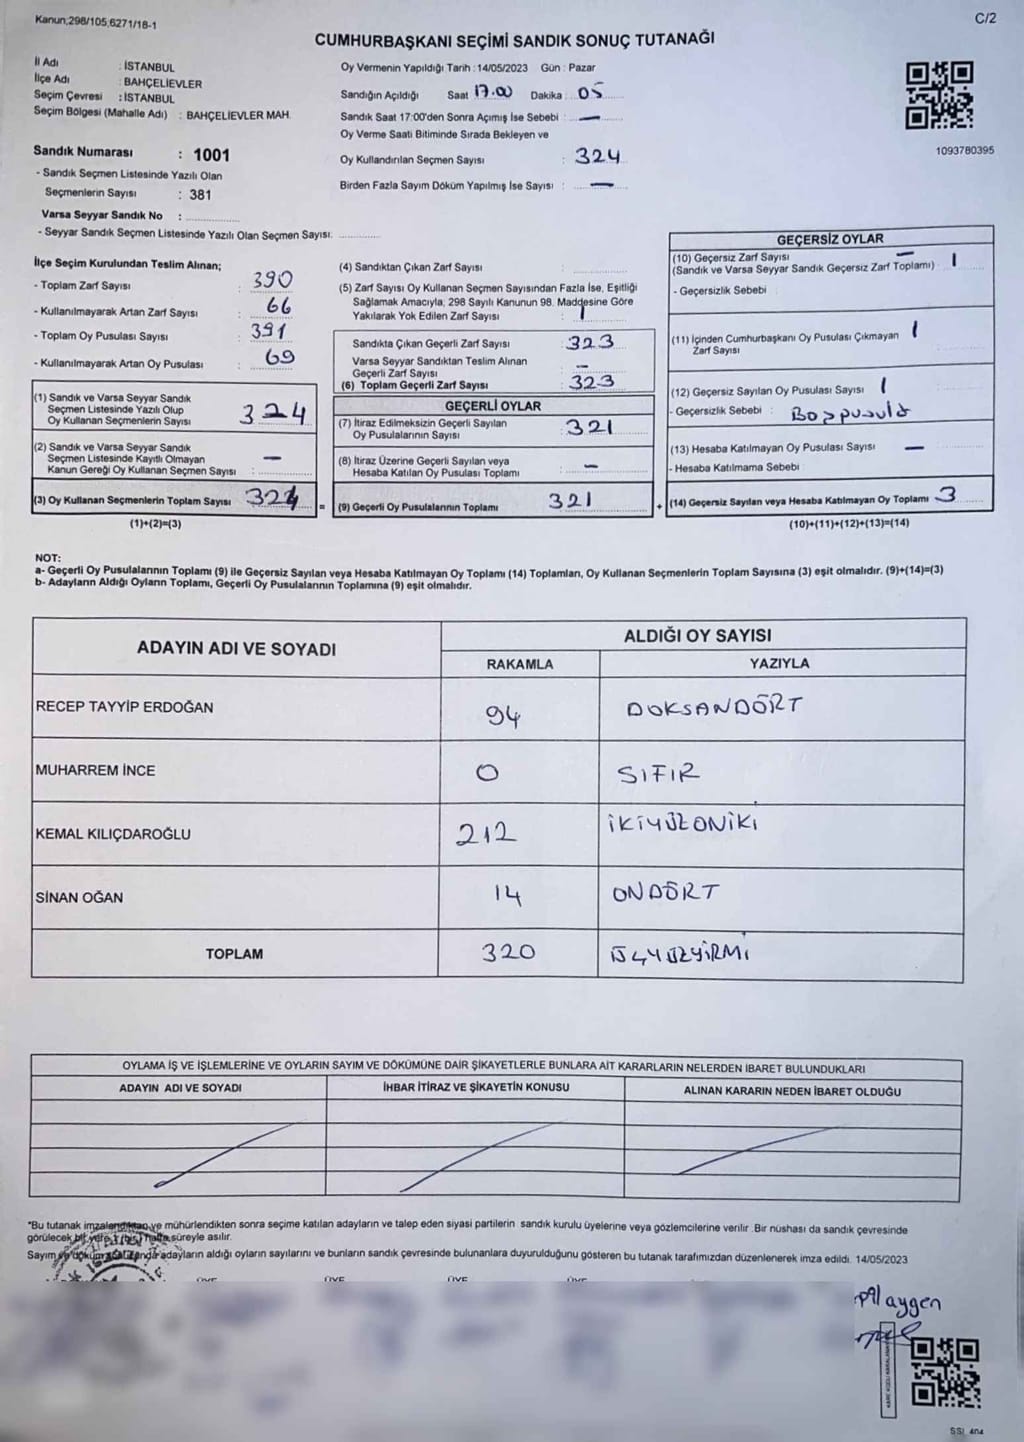 Kanun,298/105,6271/18-1
C/2
CUMHURBAŞKANI SEÇİMİ SANDIK SONUÇ TUTANAĞI
İl Adı : İSTANBUL
İlçe Adı : BAHÇELİEVLER
Seçim Çevresi : İSTANBUL
Seçim Bölgesi (Mahalle Adı) : BAHÇELİEVLER MAH.
Sandık Numarası : 1001
- Sandık Seçmen Listesinde Yazılı Olan
Seçmenlerin Sayısı : 381
Varsa Seyyar Sandık No :
- Seyyar Sandık Seçmen Listesinde Yazılı Olan Seçmen Sayısı:
Oy Vermenin Yapıldığı Tarih : 14/05/2023 Gün : Pazar
Sandığın Açıldığı Saat 17.00 Dakika : 05
Sandık Saat 17:00'den Sonra Açımış İse Sebebi : —
Oy Verme Saati Bitiminde Sırada Bekleyen ve
Oy Kullandırılan Seçmen Sayısı : 324
Birden Fazla Sayım Döküm Yapılmış İse Sayısı : —
1093780395
İlçe Seçim Kurulundan Teslim Alınan;
- Toplam Zarf Sayısı : 390
- Kullanılmayarak Artan Zarf Sayısı : 66
- Toplam Oy Pusulası Sayısı : 391
- Kullanılmayarak Artan Oy Pusulası : 69
(1) Sandık ve Varsa Seyyar Sandık
Seçmen Listesinde Yazılı Olup
Oy Kullanan Seçmenlerin Sayısı 324
(2) Sandık ve Varsa Seyyar Sandık
Seçmen Listesinde Kayıtlı Olmayan
Kanun Gereği Oy Kullanan Seçmen Sayısı : —
(3) Oy Kullanan Seçmenlerin Toplam Sayısı 324 =
(1)+(2)=(3)
(4) Sandıktan Çıkan Zarf Sayısı :
(5) Zarf Sayısı Oy Kullanan Seçmen Sayısından Fazla İse, Eşitliği
Sağlamak Amacıyla; 298 Sayılı Kanunun 98. Maddesine Göre
Yakılarak Yok Edilen Zarf Sayısı : 1
Sandıkta Çıkan Geçerli Zarf Sayısı : 323
Varsa Seyyar Sandıktan Teslim Alınan
Geçerli Zarf Sayısı : —
(6) Toplam Geçerli Zarf Sayısı : 323
GEÇERLİ OYLAR
(7) İtiraz Edilmeksizin Geçerli Sayılan
Oy Pusulalarının Sayısı : 321
(8) İtiraz Üzerine Geçerli Sayılan veya
Hesaba Katılan Oy Pusulası Toplamı : —
(9) Geçerli Oy Pusulalarının Toplamı 321 +
GEÇERSİZ OYLAR
(10) Geçersiz Zarf Sayısı —
(Sandık ve Varsa Seyyar Sandık Geçersiz Zarf Toplamı) : 1
- Geçersizlik Sebebi :
(11) İçinden Cumhurbaşkanı Oy Pusulası Çıkmayan 1
Zarf Sayısı
(12) Geçersiz Sayılan Oy Pusulası Sayısı 1
- Geçersizlik Sebebi : Boş pusula
(13) Hesaba Katılmayan Oy Pusulası Sayısı —
- Hesaba Katılmama Sebebi :
(14) Geçersiz Sayılan veya Hesaba Katılmayan Oy Toplamı 3
(10)+(11)+(12)+(13)=(14)
NOT:
a- Geçerli Oy Pusulalarının Toplamı (9) ile Geçersiz Sayılan veya Hesaba Katılmayan Oy Toplamı (14) Toplamları, Oy Kullanan Seçmenlerin Toplam Sayısına (3) eşit olmalıdır. (9)+(14)=(3)
b- Adayların Aldığı Oyların Toplamı, Geçerli Oy Pusulalarının Toplamına (9) eşit olmalıdır.
ADAYIN ADI VE SOYADI
ALDIĞI OY SAYISI
RAKAMLA YAZIYLA
RECEP TAYYİP ERDOĞAN 94 DOKSANDÖRT
MUHARREM İNCE 0 SIFIR
KEMAL KILIÇDAROĞLU 212 İKİYÜZONİKİ
SİNAN OĞAN 14 ONDÖRT
TOPLAM 320 ÜÇYÜZYİRMİ
OYLAMA İŞ VE İŞLEMLERİNE VE OYLARIN SAYIM VE DÖKÜMÜNE DAİR ŞİKAYETLERLE BUNLARA AİT KARARLARIN NELERDEN İBARET BULUNDUKLARI
ADAYIN ADI VE SOYADI İHBAR İTİRAZ VE ŞİKAYETİN KONUSU ALINAN KARARIN NEDEN İBARET OLDUĞU
*Bu tutanak imzalandıktan ve mühürlendikten sonra seçime katılan adayların ve talep eden siyasi partilerin sandık kurulu üyelerine veya gözlemcilerine verilir. Bir nüshası da sandık çevresinde
görülecek bir yere 1 (bir) hafta süreyle asılır.
Sayım ve döküm adayların aldığı oyların sayılarını ve bunların sandık çevresinde bulunanlara duyurulduğunu gösteren bu tutanak tarafımızdan düzenlenerek imza edildi. 14/05/2023
ÜYE ÜYE ÜYE ÜYE
aygen